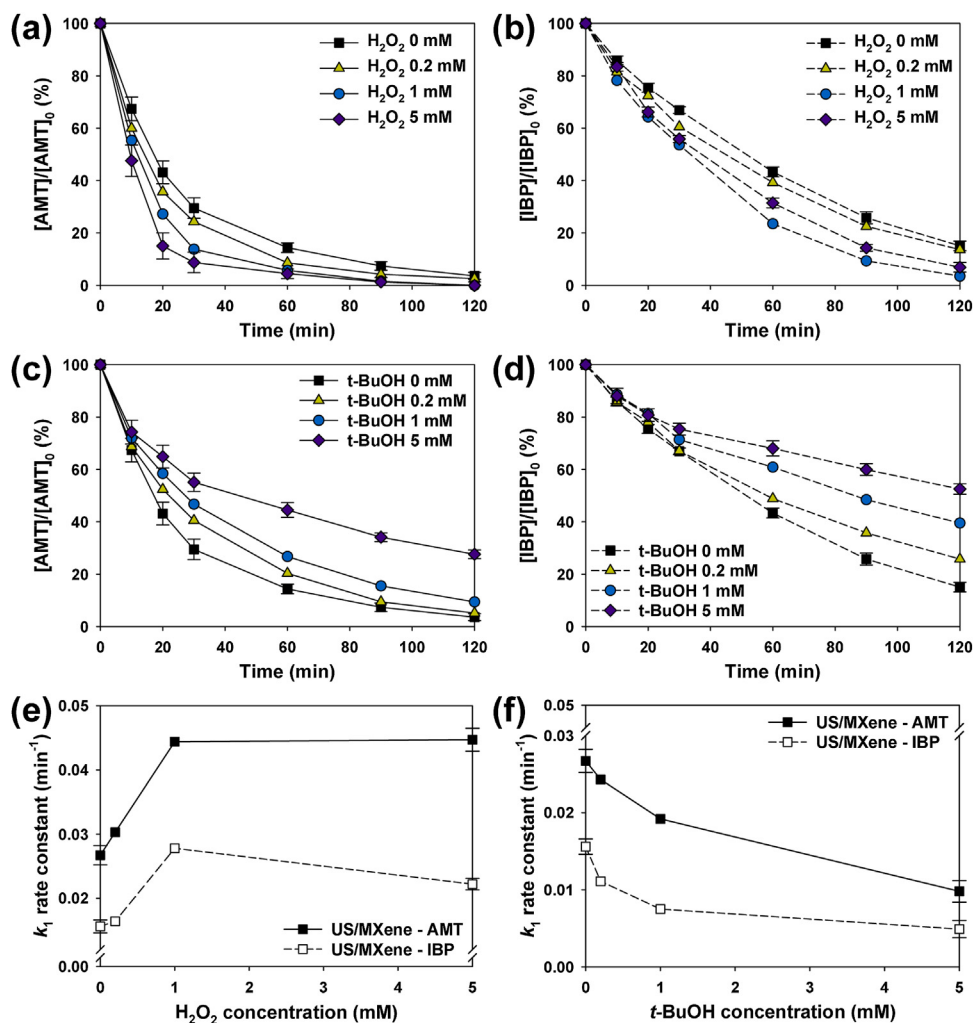 (a)
[AMT]/[AMT]₀ (%)
100
80
60
40
20
0
H₂O₂ 0 mM
H₂O₂ 0.2 mM
H₂O₂ 1 mM
H₂O₂ 5 mM
0 20 40 60 80 100 120
Time (min)
(b)
[IBP]/[IBP]₀ (%)
100
80
60
40
20
0
H₂O₂ 0 mM
H₂O₂ 0.2 mM
H₂O₂ 1 mM
H₂O₂ 5 mM
0 20 40 60 80 100 120
Time (min)
(c)
[AMT]/[AMT]₀ (%)
100
80
60
40
20
0
t-BuOH 0 mM
t-BuOH 0.2 mM
t-BuOH 1 mM
t-BuOH 5 mM
0 20 40 60 80 100 120
Time (min)
(d)
[IBP]/[IBP]₀ (%)
100
80
60
40
20
0
t-BuOH 0 mM
t-BuOH 0.2 mM
t-BuOH 1 mM
t-BuOH 5 mM
0 20 40 60 80 100 120
Time (min)
(e)
k₁ rate constant (min⁻¹)
0.05
0.04
0.03
0.02
0.00
US/MXene - AMT
US/MXene - IBP
0 1 2 3 4 5
H₂O₂ concentration (mM)
(f)
k₁ rate constant (min⁻¹)
0.05
0.03
0.02
0.01
0.00
US/MXene - AMT
US/MXene - IBP
0 1 2 3 4 5
t-BuOH concentration (mM)